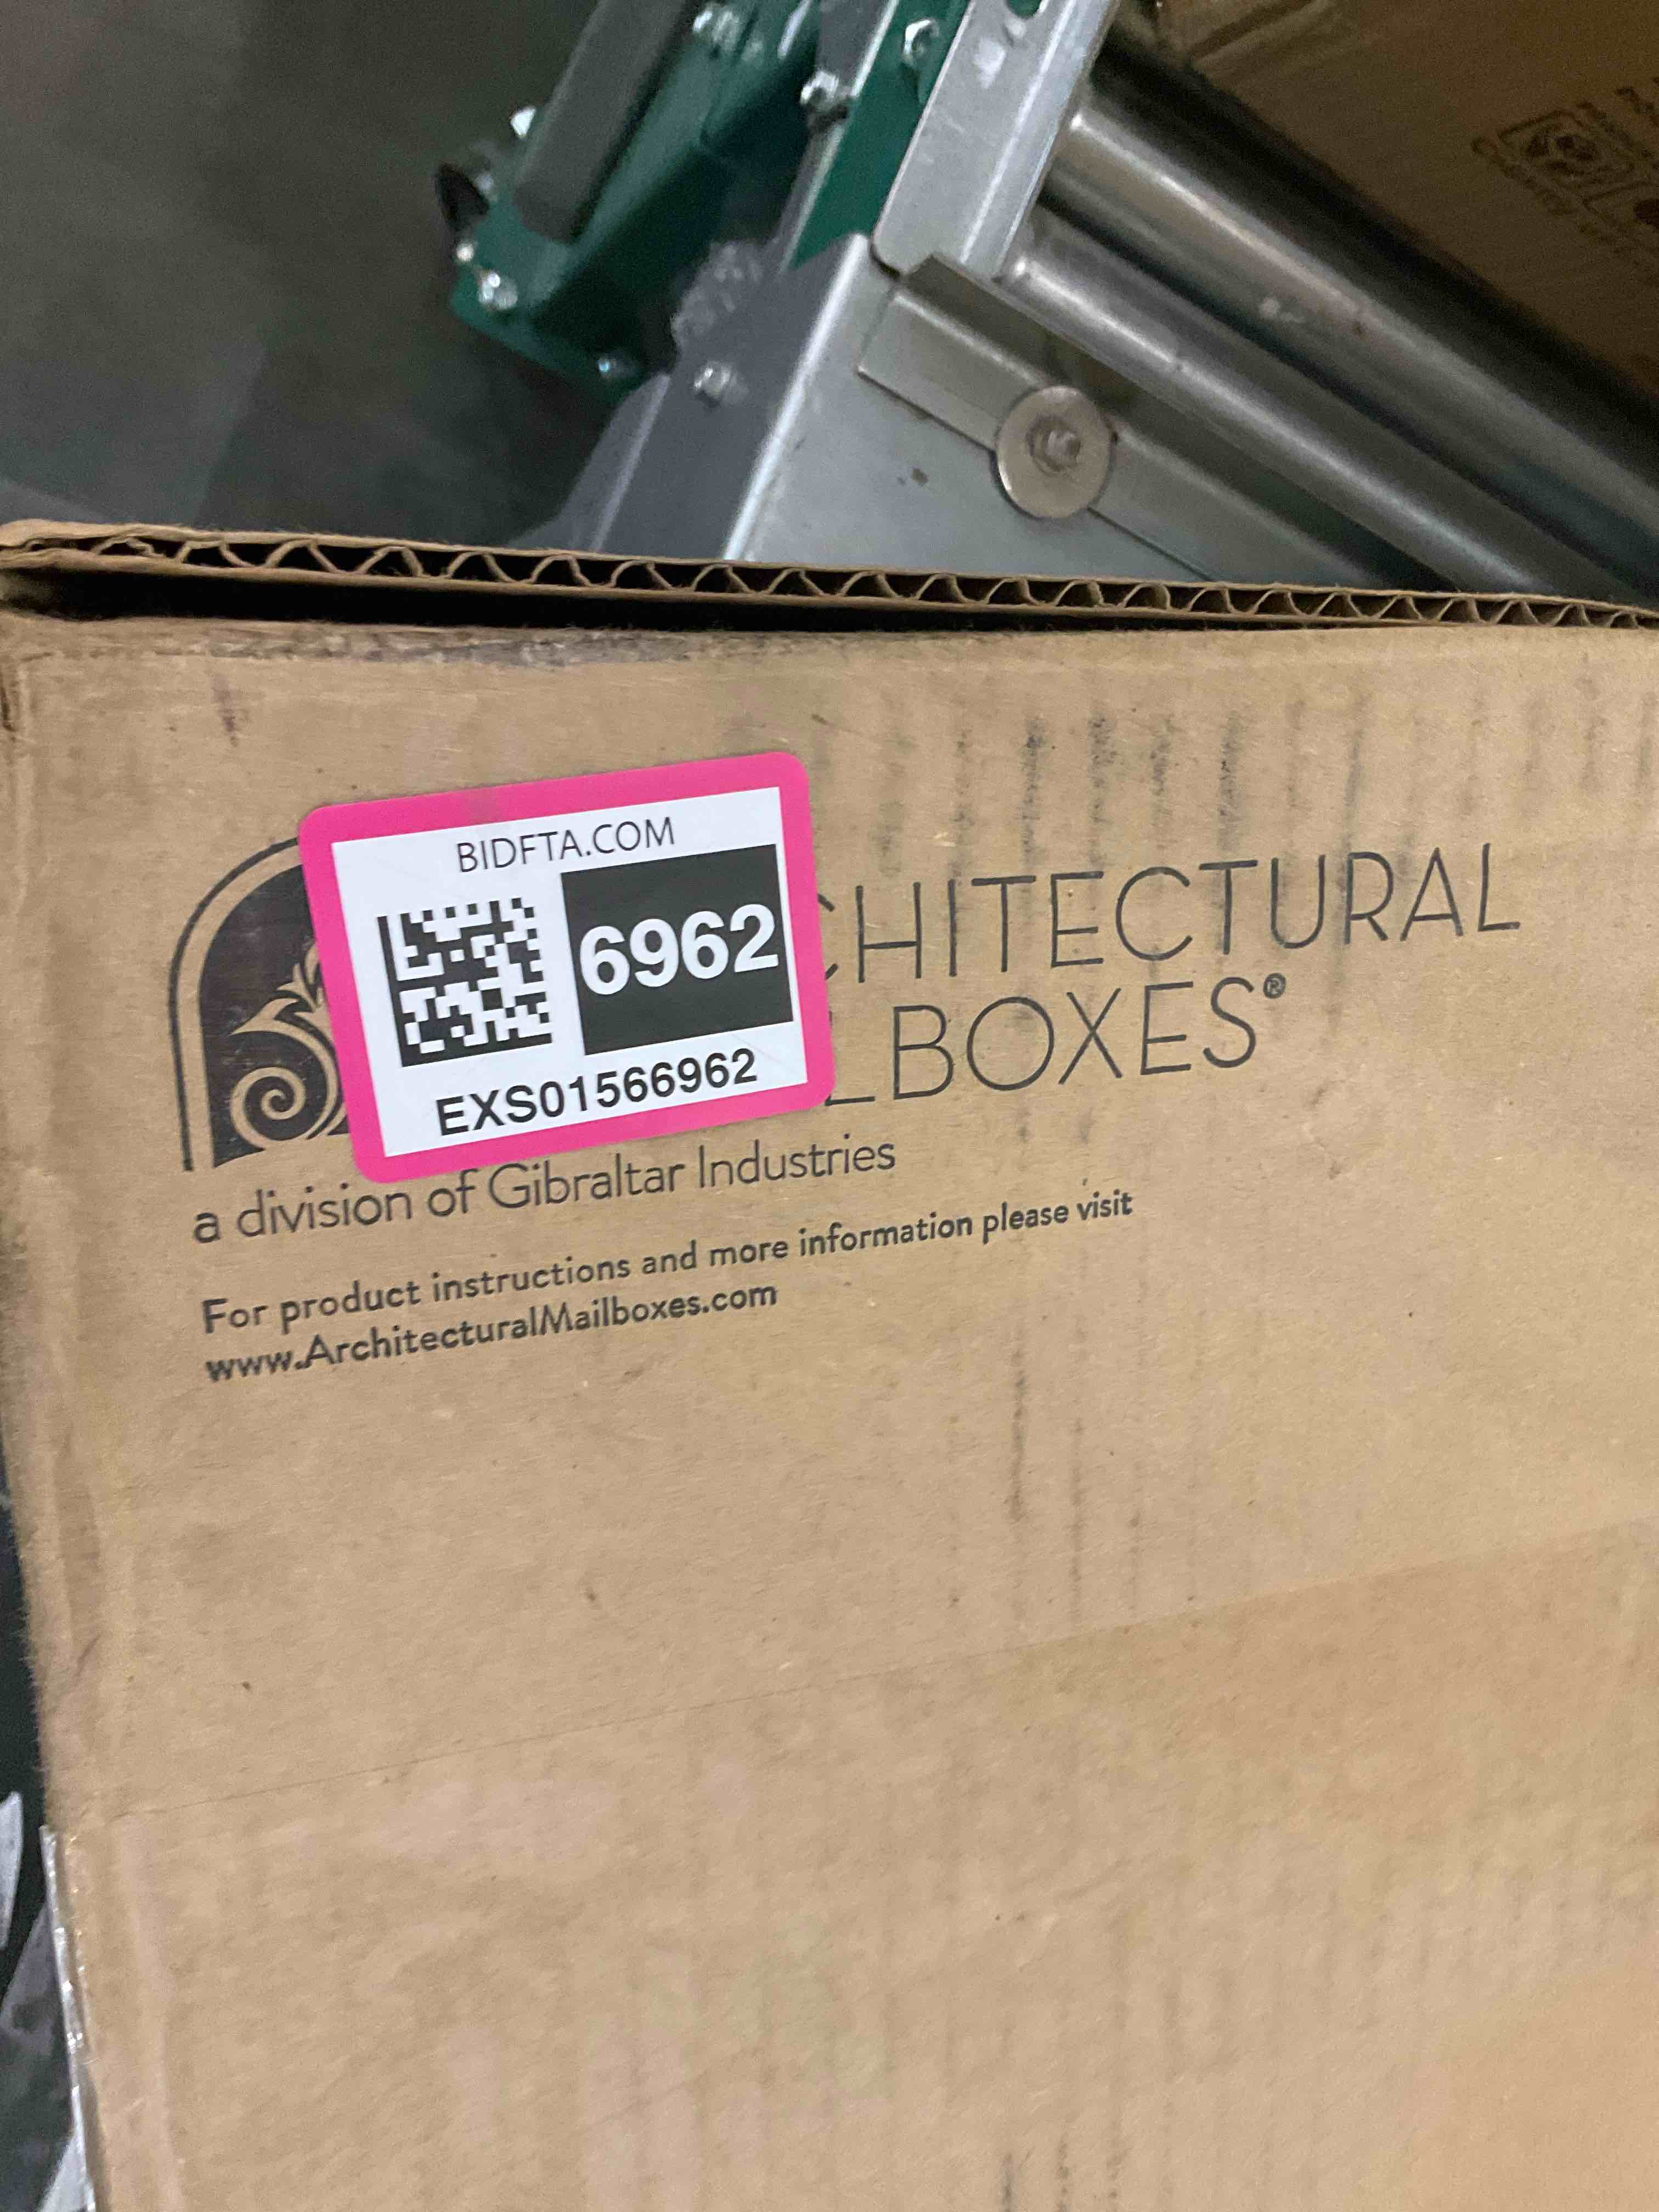 BIDFTA.COM
6962
EXS01566962
CHITECTURAL
LBOXES®
a division of Gibraltar Industries
For product instructions and more information please visit
www.ArchitecturalMailboxes.com